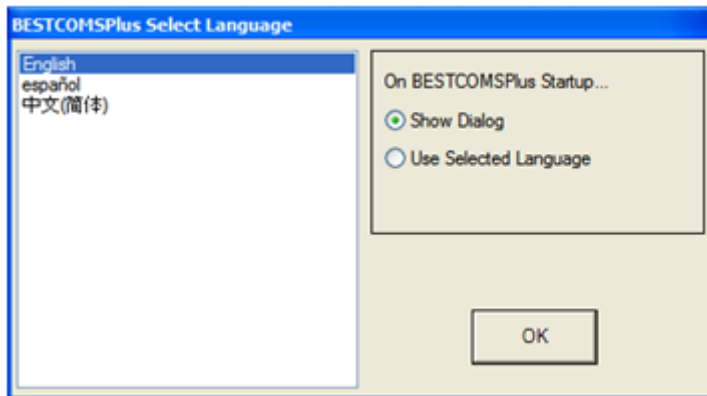 BESTCOMSPlus Select Language
English
español
中文(简体)
On BESTCOMSPlus Startup...
Show Dialog
Use Selected Language
OK